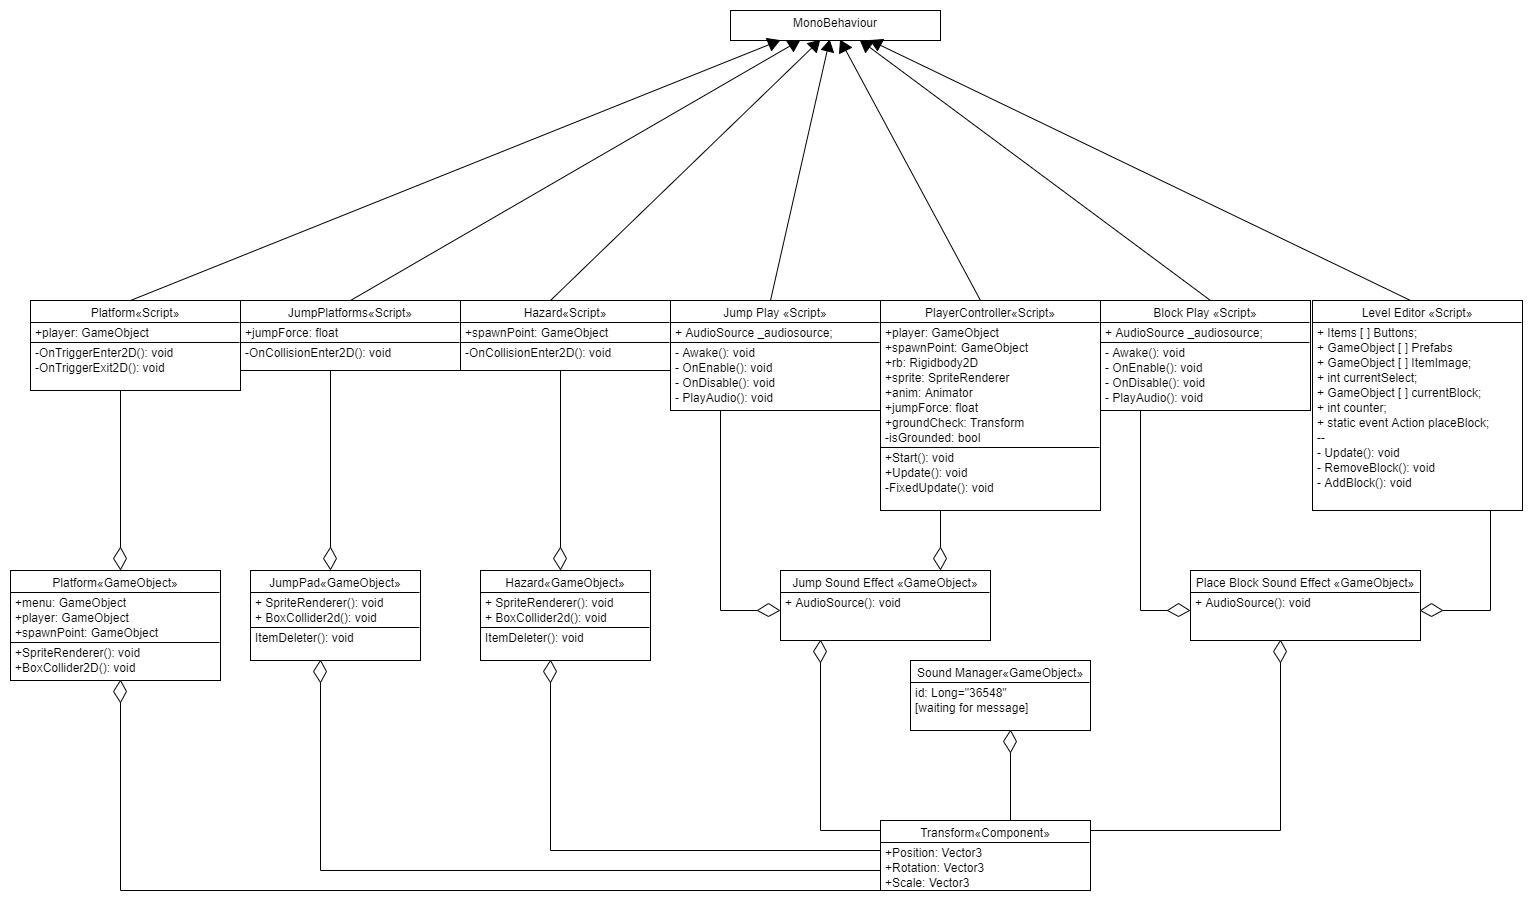 MonoBehaviour
Platform«Script»
+player: GameObject
-OnTriggerEnter2D(): void
-OnTriggerExit2D(): void
JumpPlatforms«Script»
+jumpForce: float
-OnCollisionEnter2D(): void
Hazard«Script»
+spawnPoint: GameObject
-OnCollisionEnter2D(): void
Jump Play «Script»
+ AudioSource _audiosource;
- Awake(): void
- OnEnable(): void
- OnDisable(): void
- PlayAudio(): void
PlayerController«Script»
+player: GameObject
+spawnPoint: GameObject
+rb: Rigidbody2D
+sprite: SpriteRenderer
+anim: Animator
+jumpForce: float
+groundCheck: Transform
-isGrounded: bool
+Start(): void
+Update(): void
-FixedUpdate(): void
Block Play «Script»
+ AudioSource _audiosource;
- Awake(): void
- OnEnable(): void
- OnDisable(): void
- PlayAudio(): void
Level Editor «Script»
+ Items [ ] Buttons;
+ GameObject [ ] Prefabs
+ GameObject [ ] ItemImage;
+ int currentSelect;
+ GameObject [ ] currentBlock;
+ int counter;
+ static event Action placeBlock;
--
- Update(): void
- RemoveBlock(): void
- AddBlock(): void
Platform«GameObject»
+menu: GameObject
+player: GameObject
+spawnPoint: GameObject
+SpriteRenderer(): void
+BoxCollider2D(): void
JumpPad«GameObject»
+ SpriteRenderer(): void
+ BoxCollider2d(): void
ItemDeleter(): void
Hazard«GameObject»
+ SpriteRenderer(): void
+ BoxCollider2d(): void
ItemDeleter(): void
Jump Sound Effect «GameObject»
+ AudioSource(): void
Place Block Sound Effect «GameObject»
+ AudioSource(): void
Sound Manager«GameObject»
id: Long="36548"
[waiting for message]
Transform«Component»
+Position: Vector3
+Rotation: Vector3
+Scale: Vector3